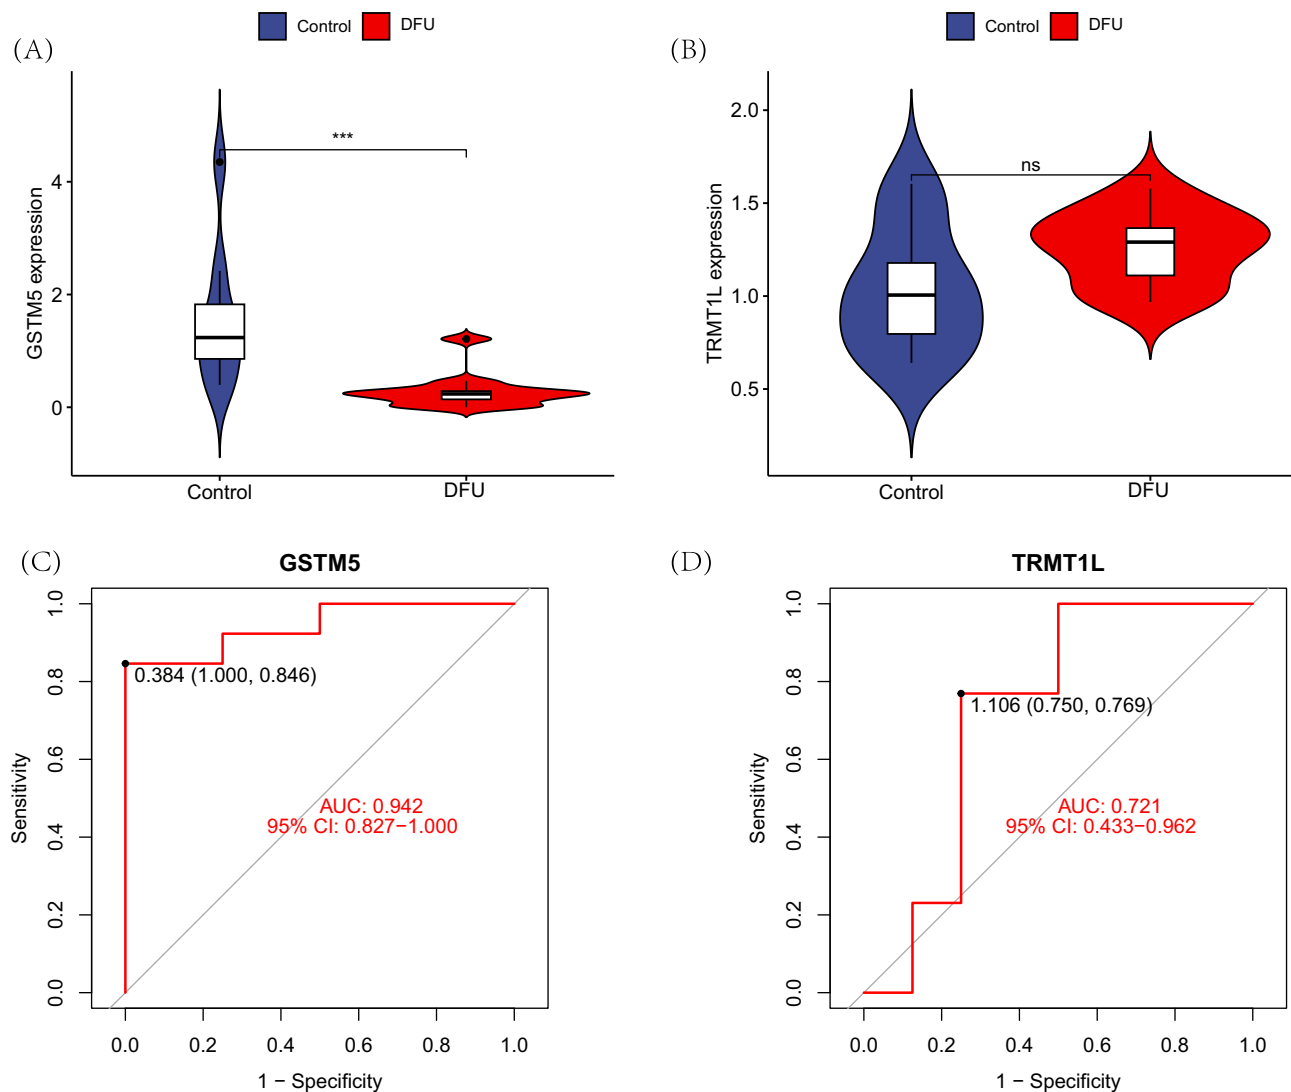 Control DFU
(A)
***
GSTM5 expression
4
2
0
Control DFU
Control DFU
(B)
ns
TRMT1L expression
2.0
1.5
1.0
0.5
Control DFU
(C)
GSTM5
Sensitivity
1.0
0.8
0.6
0.4
0.2
0.0
0.384 (1.000, 0.846)
AUC: 0.942
95% CI: 0.827−1.000
0.0 0.2 0.4 0.6 0.8 1.0
1 − Specificity
(D)
TRMT1L
Sensitivity
1.0
0.8
0.6
0.4
0.2
0.0
1.106 (0.750, 0.769)
AUC: 0.721
95% CI: 0.433−0.962
0.0 0.2 0.4 0.6 0.8 1.0
1 − Specificity